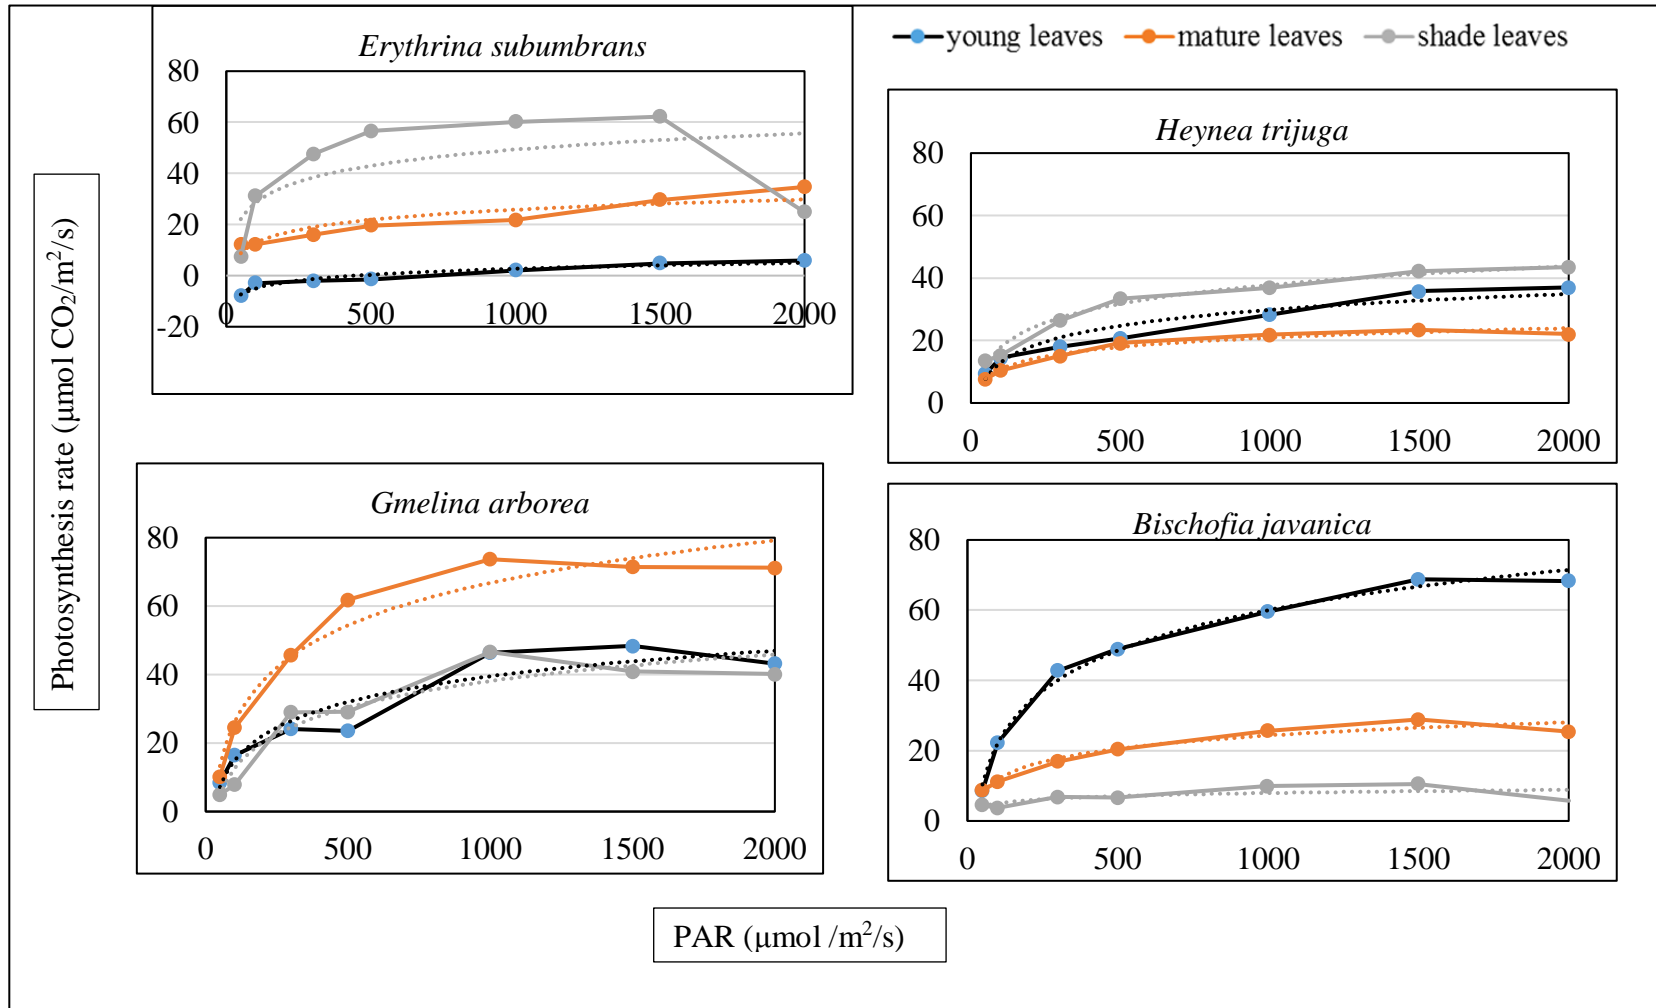 Erythrina subumbrans
80
60
40
20
0
-20
0
500
1000
1500
2000
young leaves mature leaves shade leaves
Heynea trijuga
80
60
40
20
0
0 500 1000 1500 2000
Photosynthesis rate (µmol CO₂/m²/s)
Gmelina arborea
80
60
40
20
0
0 500 1000 1500 2000
Bischofia javanica
80
60
40
20
0
0 500 1000 1500 2000
PAR (µmol /m²/s)